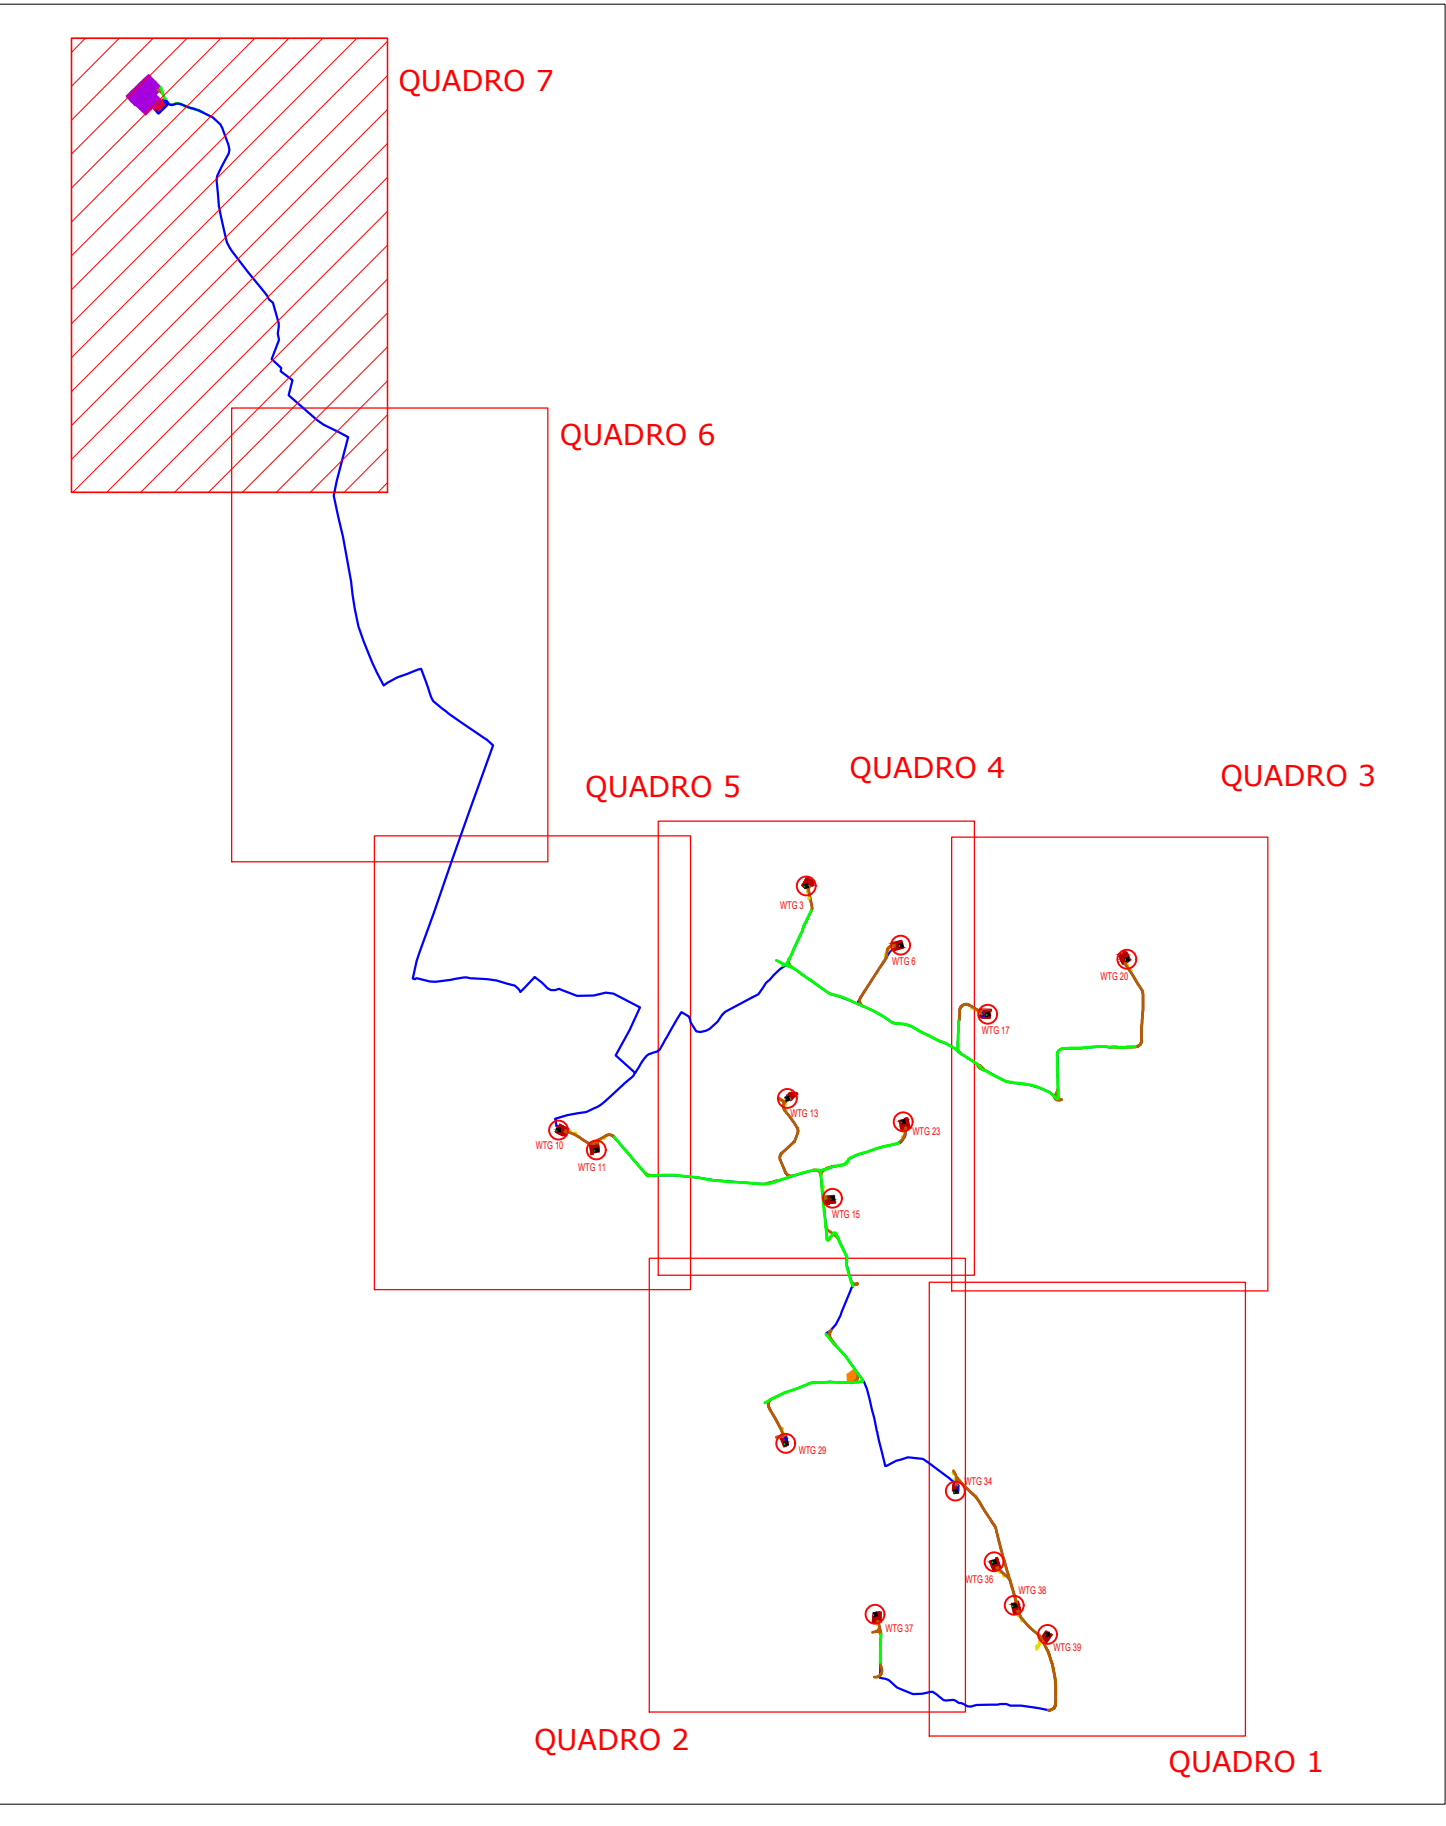 QUADRO 7
QUADRO 6
QUADRO 4
QUADRO 3
QUADRO 5
WTG 3
WTG 6
WTG 20
WTG 17
WTG 13
WTG 23
WTG 10
WTG 11
WTG 15
WTG 29
WTG 34
WTG 36
WTG 38
WTG 37
WTG 39
QUADRO 2
QUADRO 1